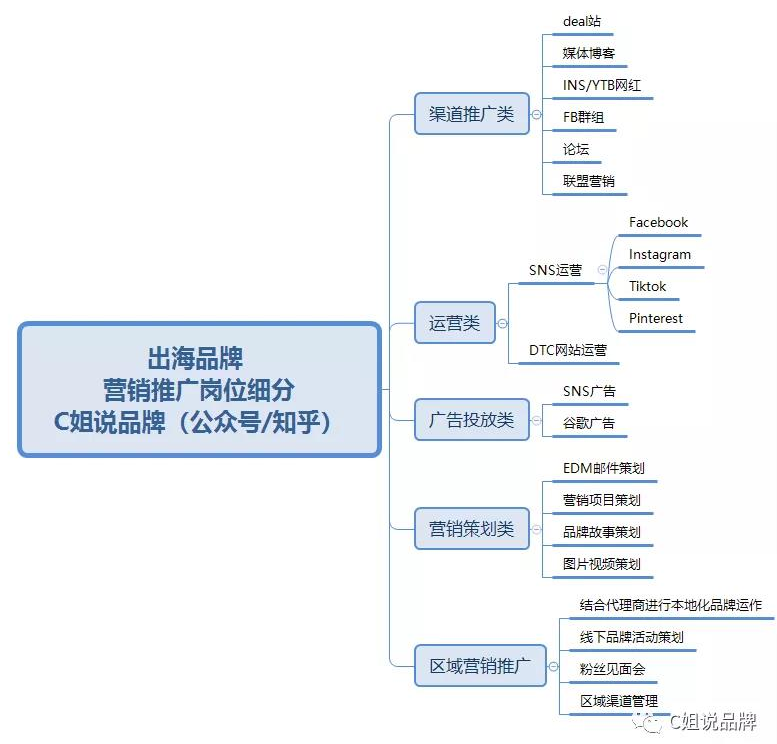 出海品牌
营销推广岗位细分
C姐说品牌（公众号/知乎）
渠道推广类
deal站
媒体博客
INS/YTB网红
FB群组
论坛
联盟营销
运营类
SNS运营
Facebook
Instagram
Tiktok
Pinterest
DTC网站运营
广告投放类
SNS广告
谷歌广告
营销策划类
EDM邮件策划
营销项目策划
品牌故事策划
图片视频策划
区域营销推广
结合代理商进行本地化品牌运作
线下品牌活动策划
粉丝见面会
区域渠道管理
C姐说品牌